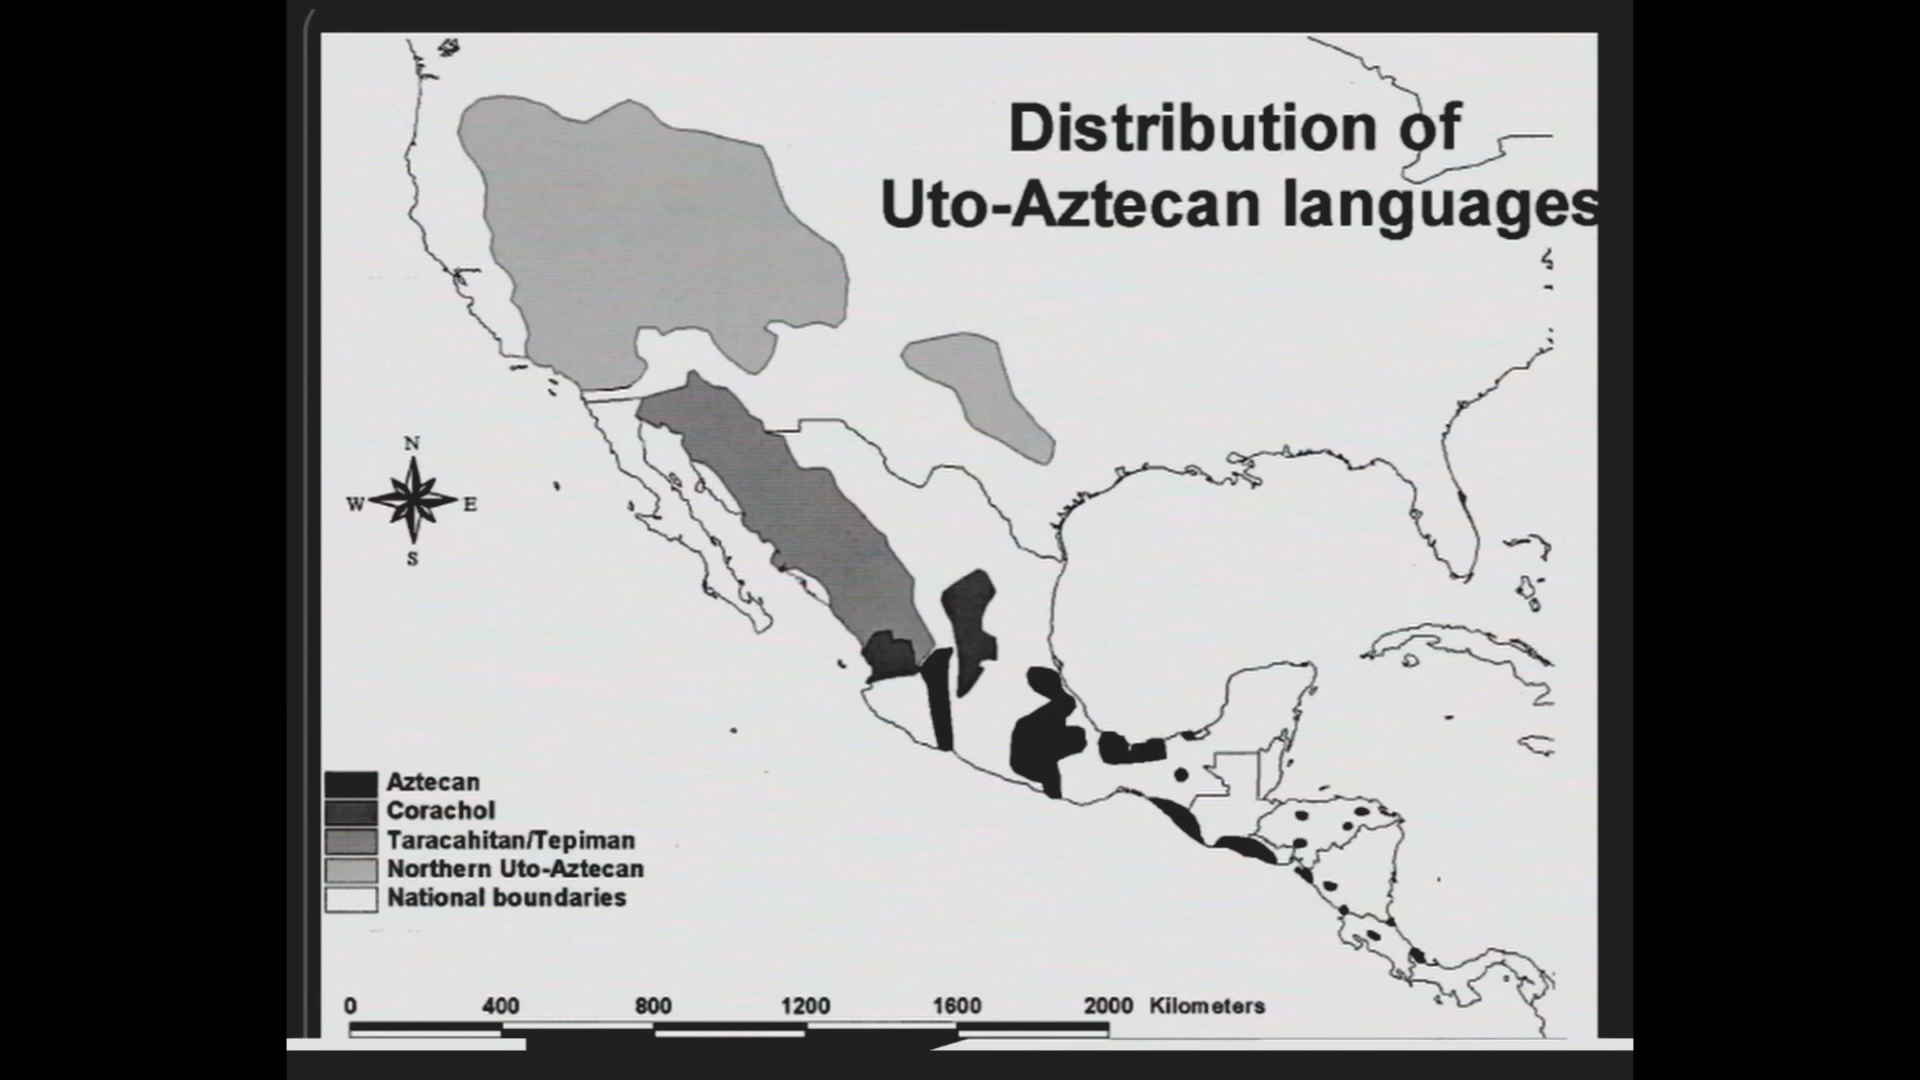 Distribution of
Uto-Aztecan languages
N
W E
S
Aztecan
Corachol
Taracahitan/Tepiman
Northern Uto-Aztecan
National boundaries
0 400 800 1200 1600 2000 Kilometers